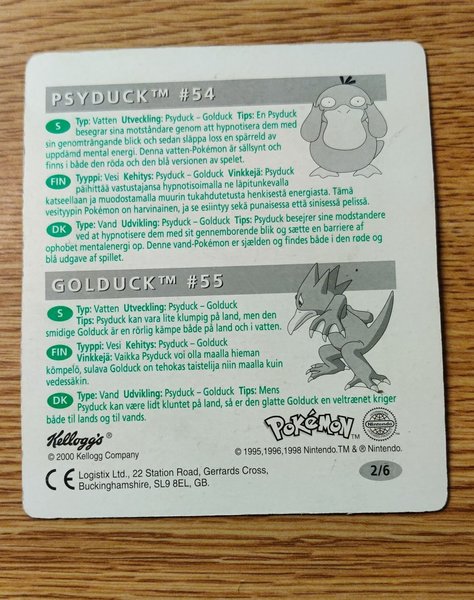 PSYDUCK™ #54
S Typ: Vatten Utveckling: Psyduck – Golduck Tips: En Psyduck
besegrar sina motståndare genom att hypnotisera dem med
sin genomträngande blick och sedan släppa loss en spärreld av
uppdämd mental energi. Denna vatten-Pokémon är sällsynt och
finns i både den röda och den blå versionen av spelet.
FIN Tyyppi: Vesi Kehitys: Psyduck – Golduck Vinkkejä: Psyduck
päihittää vastustajansa hypnotisoimalla ne läpitunkevalla
katseellaan ja muodostamalla muurin tukahdutetusta henkisestä energiasta. Tämä
vesityypin Pokémon on harvinainen, ja se esiintyy sekä punaisessa että sinisessä pelissä.
DK Type: Vand Udvikling: Psyduck – Golduck Tips: Psyduck besejrer sine modstandere
ved at hypnotisere dem med sit gennemborende blik og sætte en barriere af
ophobet mentalenergi op. Denne vand-Pokémon er sjælden og findes både i den røde og
blå udgave af spillet.
GOLDUCK™ #55
S Typ: Vatten Utveckling: Psyduck – Golduck
Tips: Psyduck kan vara lite klumpig på land, men den
smidige Golduck är en rörlig kämpe både på land och i vatten.
FIN Tyyppi: Vesi Kehitys: Psyduck – Golduck
Vinkkejä: Vaikka Psyduck voi olla maalla hieman
kömpelö, sulava Golduck on tehokas taistelija niin maalla kuin
vedessäkin.
DK Type: Vand Udvikling: Psyduck – Golduck Tips: Mens
Psyduck kan være lidt kluntet på land, så er den glatte Golduck en veltrænet kriger
både til lands og til vands.
Kellogg's ®
© 2000 Kellogg Company
POKéMON™
Nintendo
© 1995,1996,1998 Nintendo.TM & ® Nintendo.
CE Logistix Ltd., 22 Station Road, Gerrards Cross,
Buckinghamshire, SL9 8EL, GB.
2/6